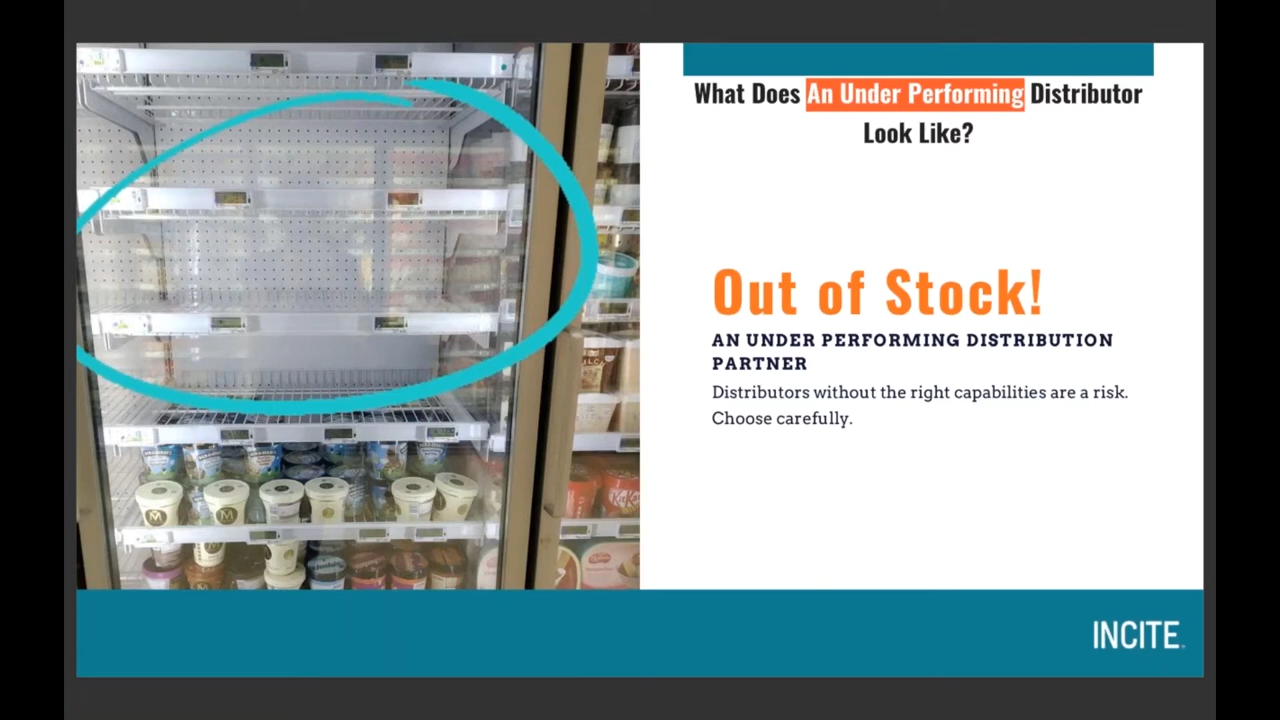 What Does An Under Performing Distributor
Look Like?
Out of Stock!
AN UNDER PERFORMING DISTRIBUTION
PARTNER
Distributors without the right capabilities are a risk.
Choose carefully.
M
M
KitKa
INCITE